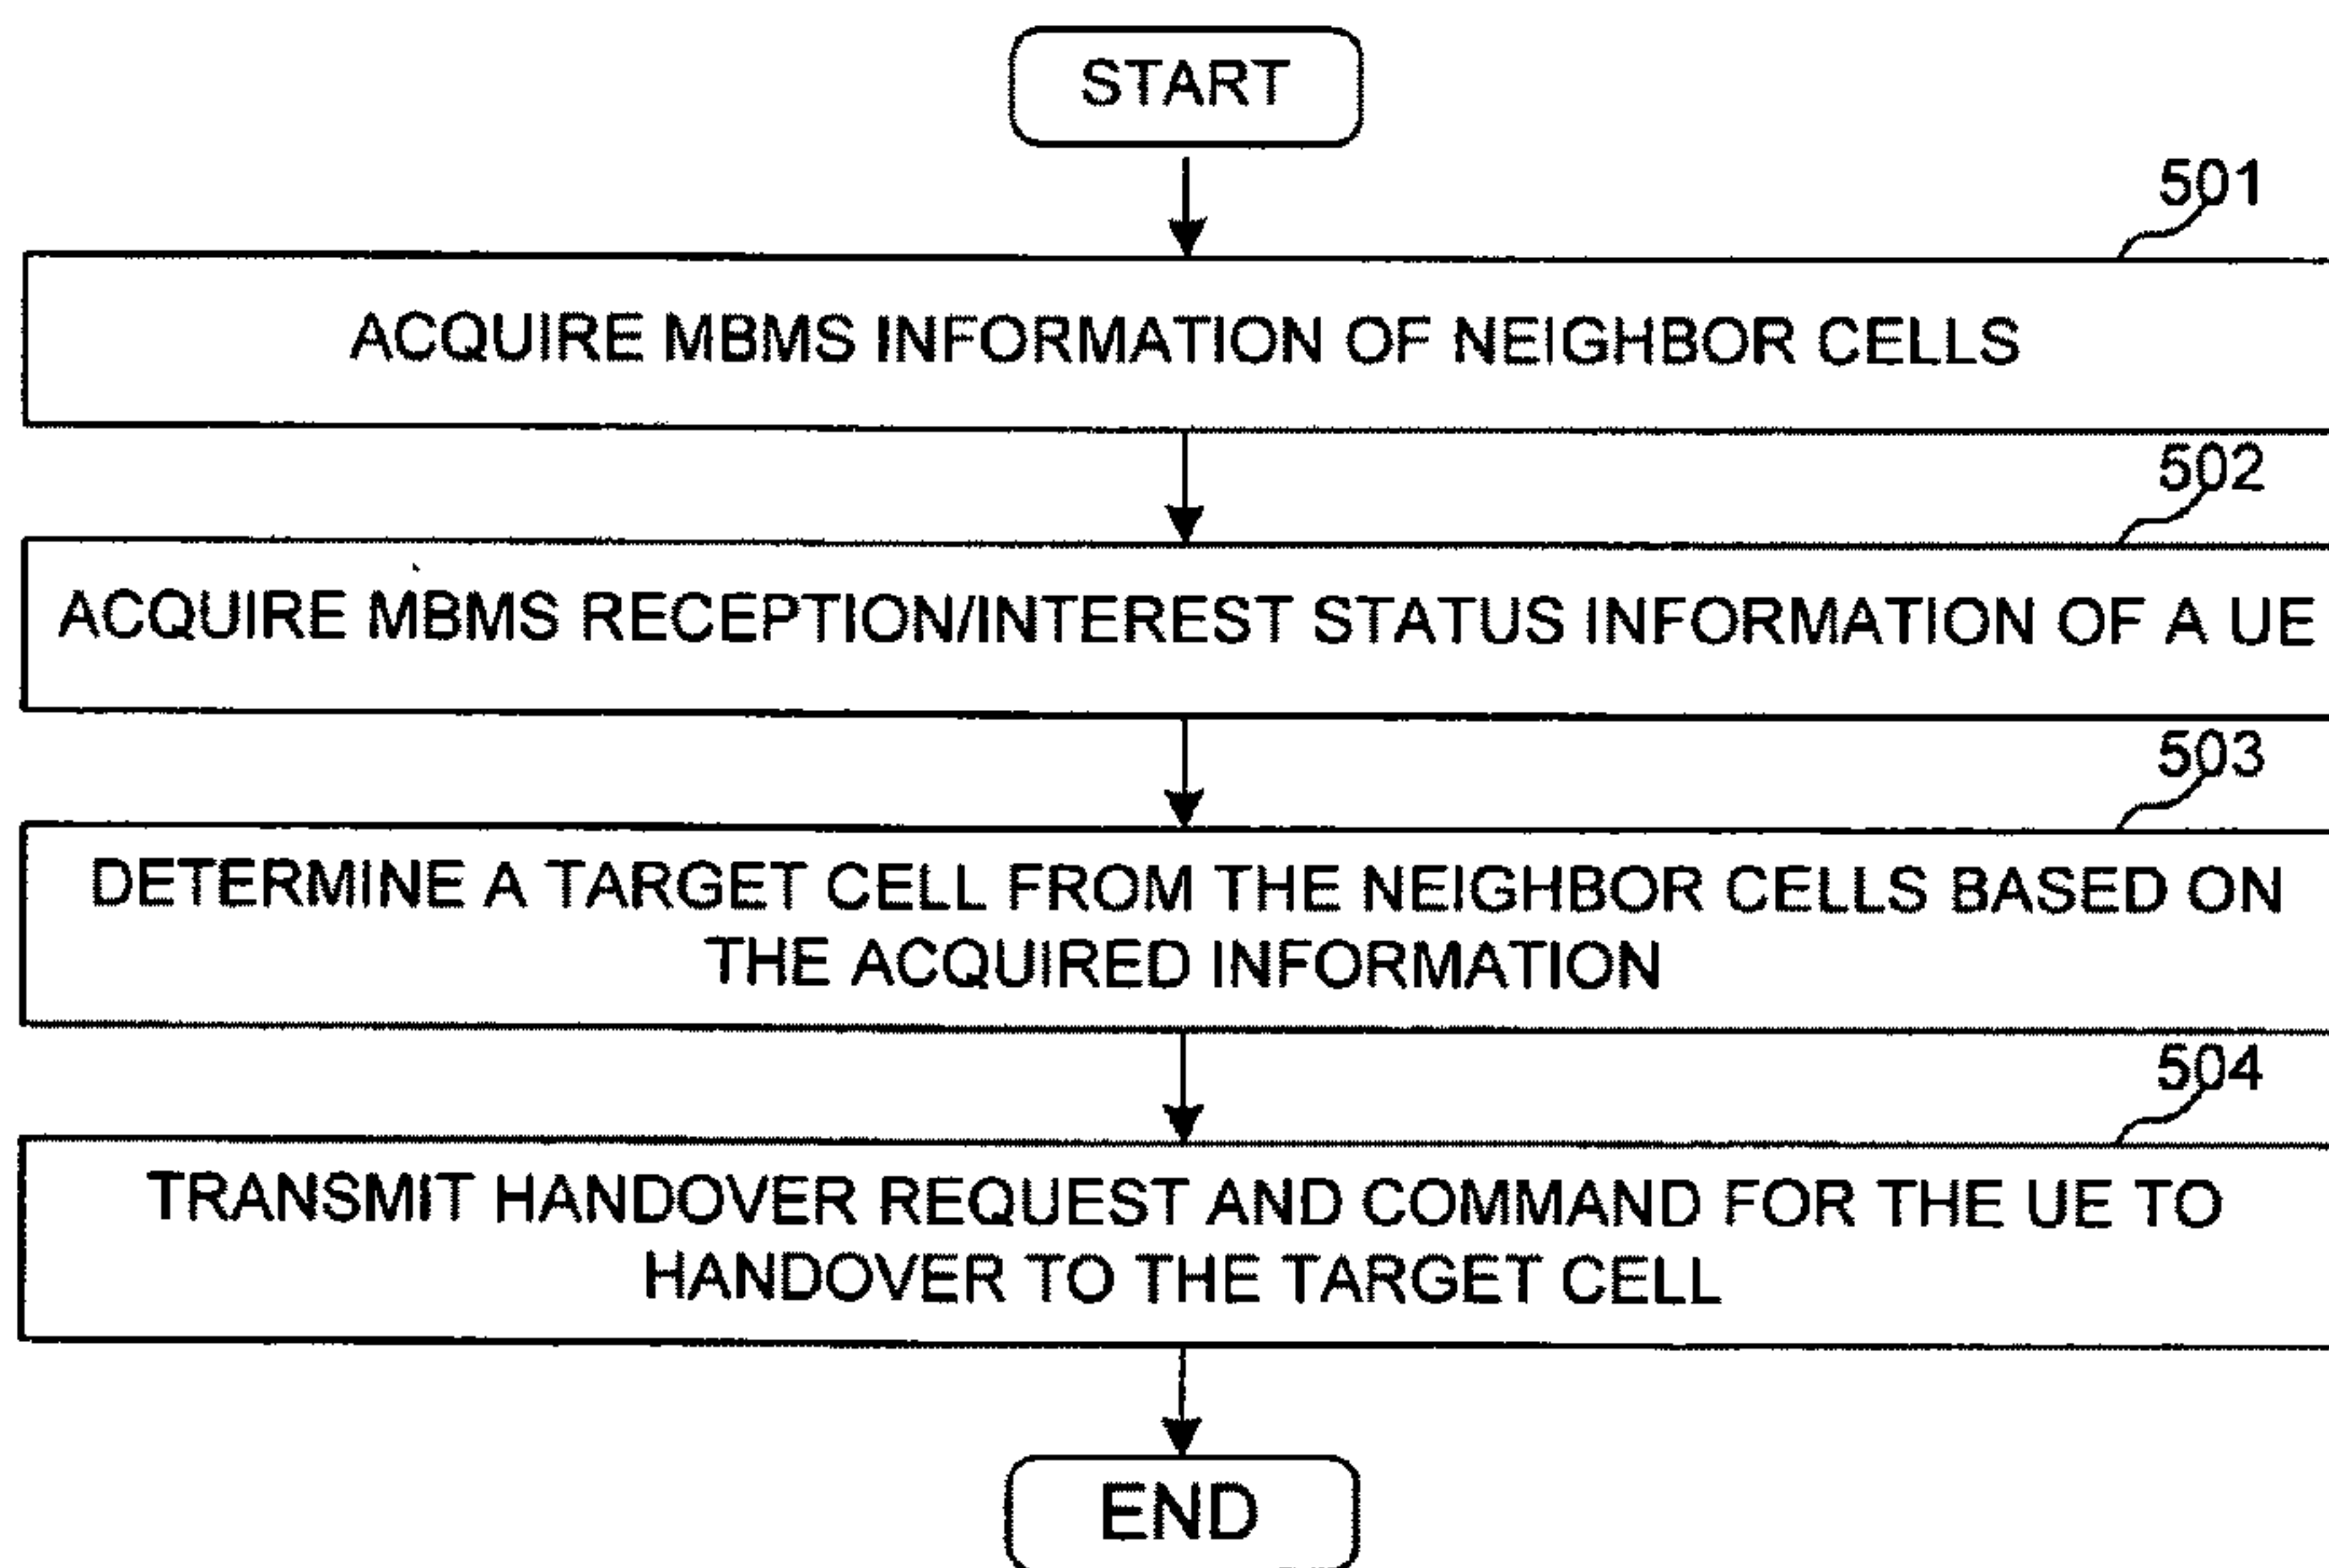 START
501
ACQUIRE MBMS INFORMATION OF NEIGHBOR CELLS
502
ACQUIRE MBMS RECEPTION/INTEREST STATUS INFORMATION OF A UE
503
DETERMINE A TARGET CELL FROM THE NEIGHBOR CELLS BASED ON
THE ACQUIRED INFORMATION
504
TRANSMIT HANDOVER REQUEST AND COMMAND FOR THE UE TO
HANDOVER TO THE TARGET CELL
END